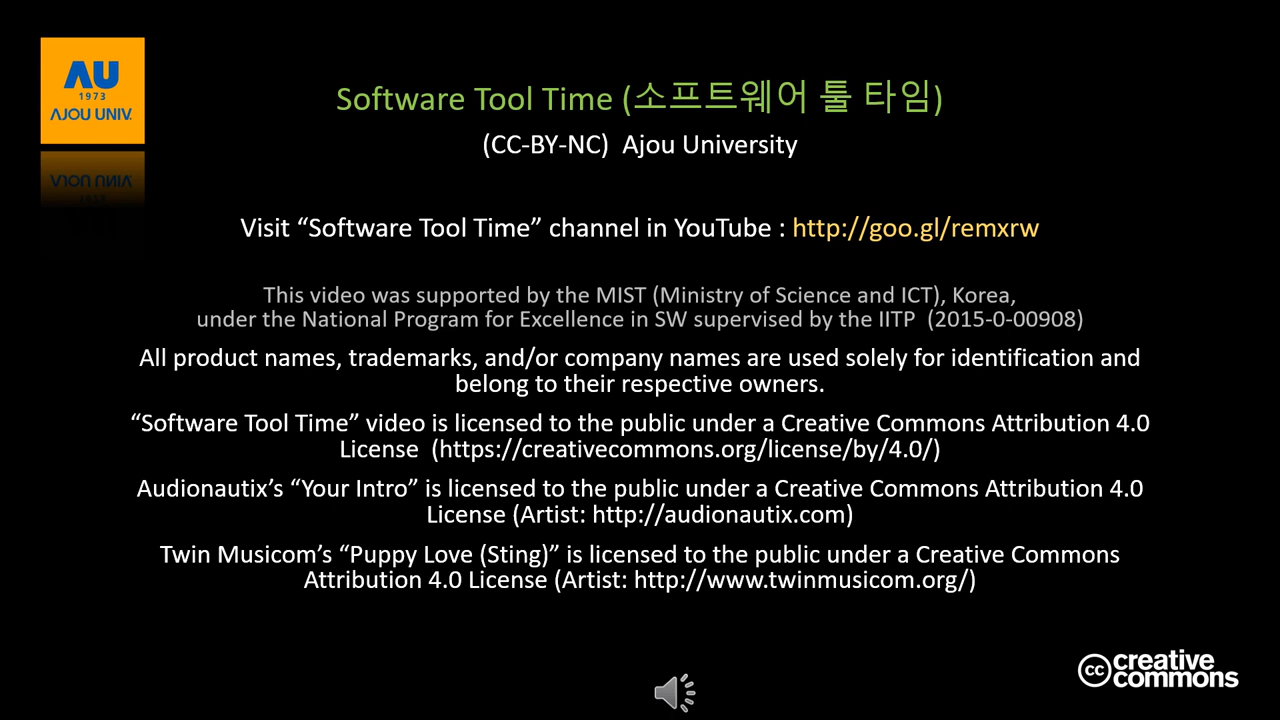 AU
1973
AJOU UNIV.
Software Tool Time (소프트웨어 툴 타임)
(CC-BY-NC) Ajou University
Visit “Software Tool Time” channel in YouTube : http://goo.gl/remxrw
This video was supported by the MIST (Ministry of Science and ICT), Korea,
under the National Program for Excellence in SW supervised by the IITP (2015-0-00908)
All product names, trademarks, and/or company names are used solely for identification and
belong to their respective owners.
“Software Tool Time” video is licensed to the public under a Creative Commons Attribution 4.0
License (https://creativecommons.org/license/by/4.0/)
Audionautix’s “Your Intro” is licensed to the public under a Creative Commons Attribution 4.0
License (Artist: http://audionautix.com)
Twin Musicom’s “Puppy Love (Sting)” is licensed to the public under a Creative Commons
Attribution 4.0 License (Artist: http://www.twinmusicom.org/)
cc creative
commons